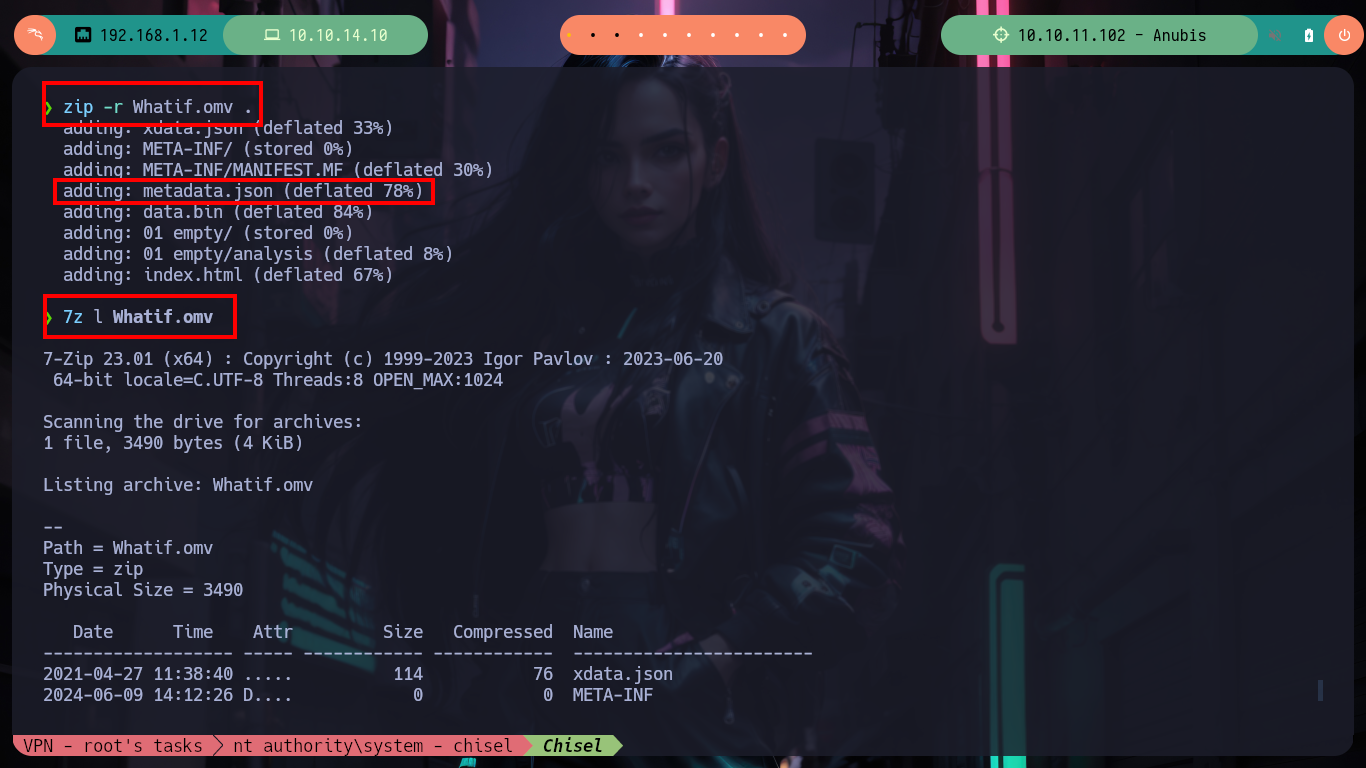 192.168.1.12 10.10.14.10 10.10.11.102 - Anubis
❯ zip -r Whatif.omv .
adding: xdata.json (deflated 33%)
adding: META-INF/ (stored 0%)
adding: META-INF/MANIFEST.MF (deflated 30%)
adding: metadata.json (deflated 78%)
adding: data.bin (deflated 84%)
adding: 01 empty/ (stored 0%)
adding: 01 empty/analysis (deflated 8%)
adding: index.html (deflated 67%)
❯ 7z l Whatif.omv
7-Zip 23.01 (x64) : Copyright (c) 1999-2023 Igor Pavlov : 2023-06-20
64-bit locale=C.UTF-8 Threads:8 OPEN_MAX:1024
Scanning the drive for archives:
1 file, 3490 bytes (4 KiB)
Listing archive: Whatif.omv
--
Path = Whatif.omv
Type = zip
Physical Size = 3490
Date Time Attr Size Compressed Name
------------------- ----- ------------ ------------ ------------------------
2021-04-27 11:38:40 ..... 114 76 xdata.json
2024-06-09 14:12:26 D.... 0 0 META-INF
VPN - root's tasks nt authority\system - chisel Chisel